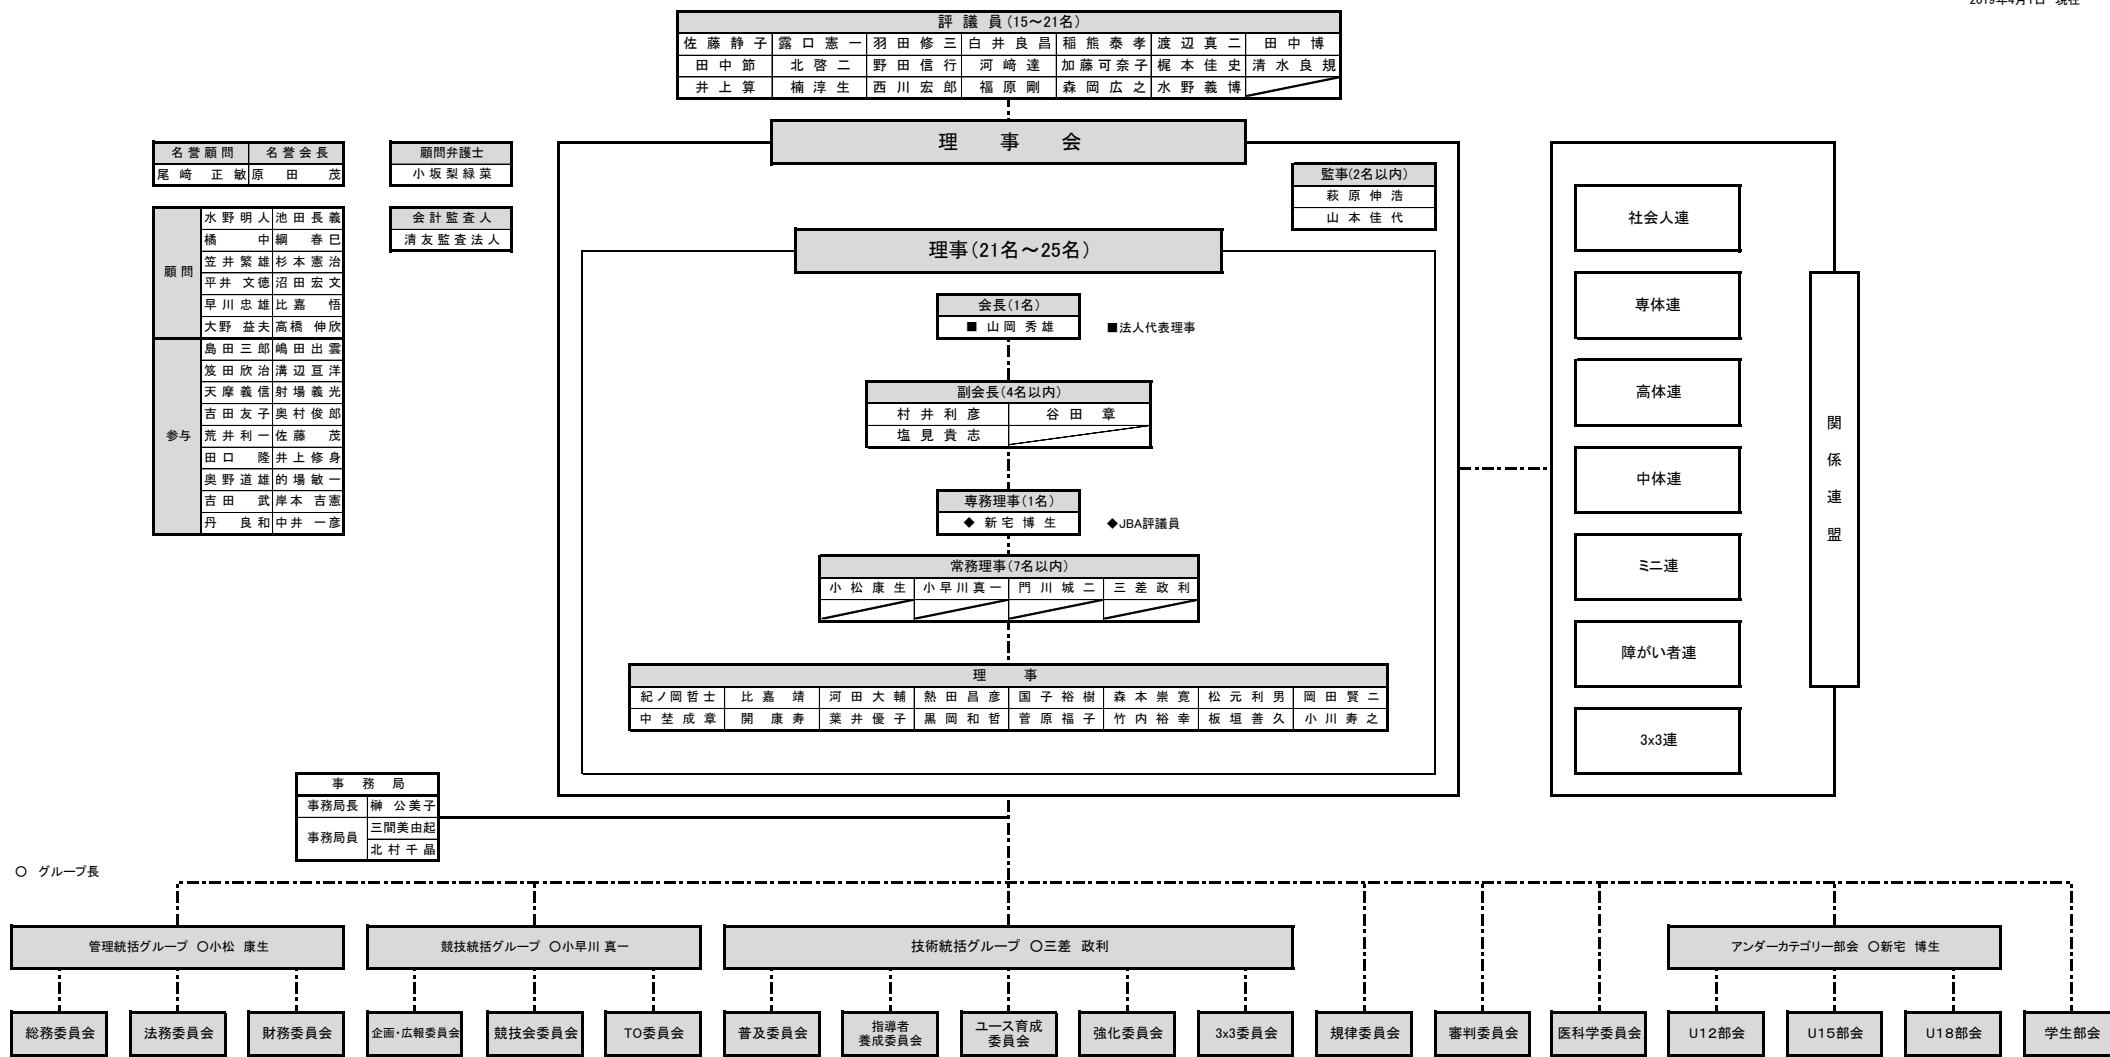 2019年4月1日 現在
評 議 員 (15～21名)
佐 藤 静 子 露 口 憲 一 羽 田 修 三 白 井 良 昌 稲 熊 泰 孝 渡 辺 真 二 田 中 博
田 中 節 北 啓 二 野 田 信 行 河 﨑 達 加 藤 可 奈 子 梶 本 佳 史 清 水 良 規
井 上 算 楠 淳 生 西 川 宏 郎 福 原 剛 森 岡 広 之 水 野 義 博
理 事 会
名 誉 顧 問 名 誉 会 長
尾 﨑 正 敏 原 田 茂
顧問弁護士
小 坂 梨 緑 菜
会 計 監 査 人
清 友 監 査 法 人
顧 問
水 野 明 人 池 田 長 義
橘 中 綱 春 巳
笠 井 繁 雄 杉 本 憲 治
平井 文徳 沼 田 宏 文
早 川 忠 雄 比 嘉 悟
大野 益夫 高橋 伸欣
参与
島 田 三 郎 嶋 田 出 雲
笈 田 欣 治 溝 辺 亘 洋
天 摩 義 信 射 場 義 光
吉 田 友 子 奥 村 俊 郎
荒 井 利 一 佐 藤 茂
田 口 隆 井 上 修 身
奥 野 道 雄 的 場 敏 一
吉 田 武 岸本 吉憲
丹 良 和 中井 一彦
監事(2名以内)
萩 原 伸 浩
山 本 佳 代
理事(21名～25名)
会長(1名)
■ 山 岡 秀 雄 ■法人代表理事
副会長(4名以内)
村 井 利 彦 谷 田 章
塩 見 貴 志
専務理事(1名)
◆ 新 宅 博 生 ◆JBA評議員
常務理事(7名以内)
小 松 康 生 小 早 川 真 一 門 川 城 二 三 差 政 利
理 事
紀ノ岡哲士 比 嘉 靖 河 田 大 輔 熱 田 昌 彦 国 子 裕 樹 森 本 崇 寛 松 元 利 男 岡 田 賢 二
中 埜 成 章 開 康 寿 葉 井 優 子 黒 岡 和 哲 菅 原 福 子 竹 内 裕 幸 板 垣 善 久 小 川 寿 之
社会人連
専体連
高体連
中体連
ミニ連
障がい者連
3x3連
関係連盟
事 務 局
事務局長 榊 公美子
事務局員 三間美由起
北 村 千 晶
○ グループ長
管理統括グループ ○小松 康生
競技統括グループ ○小早川 真一
技術統括グループ ○三差 政利
アンダーカテゴリー部会 ○新宅 博生
総務委員会
法務委員会
財務委員会
企画・広報委員会
競技会委員会
TO委員会
普及委員会
指導者
養成委員会
ユース育成
委員会
強化委員会
3x3委員会
規律委員会
審判委員会
医科学委員会
U12部会
U15部会
U18部会
学生部会